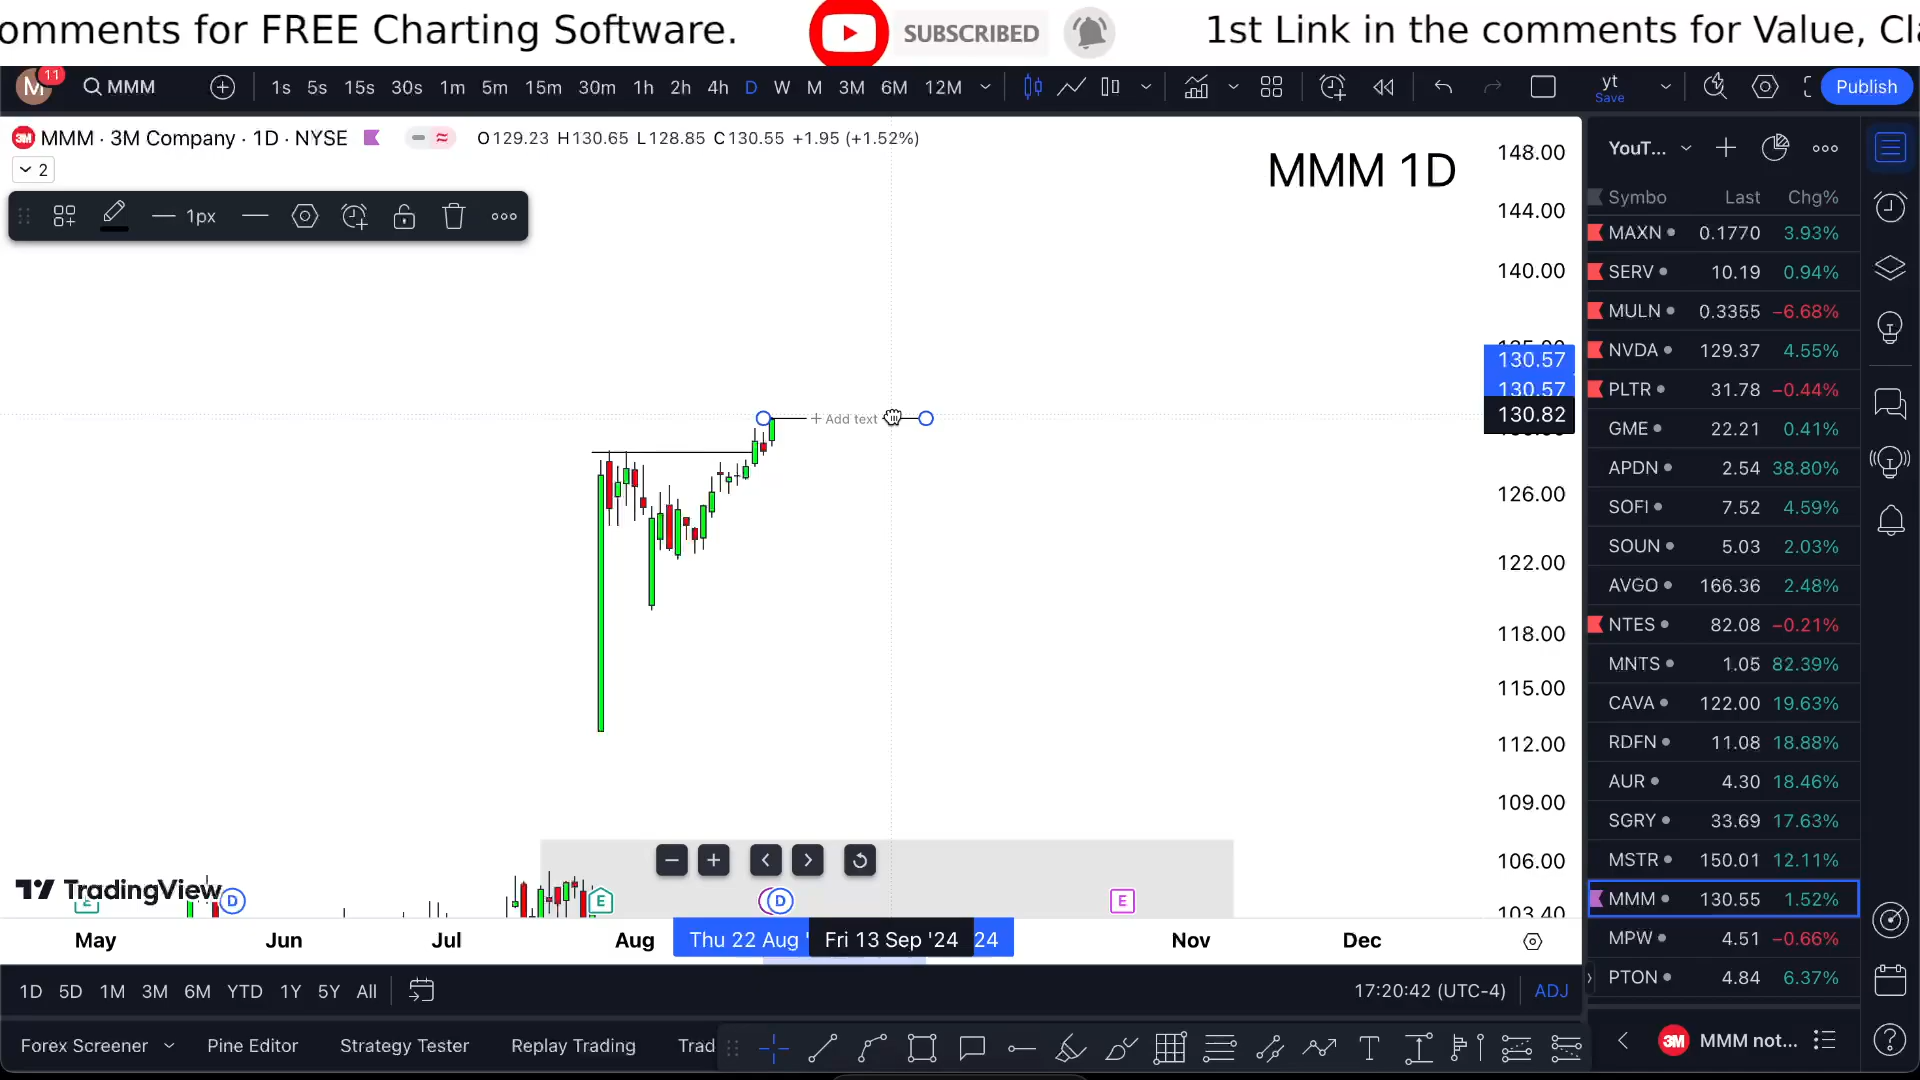 omments for FREE Charting Software.
SUBSCRIBED
1st Link in the comments for Value, Cl
M 11
MMM
1s 5s 15s 30s 1m 5m 15m 30m 1h 2h 4h D W M 3M 6M 12M
yt
Save
Publish
3M MMM · 3M Company · 1D · NYSE
O129.23 H130.65 L128.85 C130.55 +1.95 (+1.52%)
2
1px
MMM 1D
+ Add text
148.00
144.00
140.00
130.57
130.57
130.82
126.00
122.00
118.00
115.00
112.00
109.00
106.00
103.40
TradingView
E D E D E
May Jun Jul Aug Thu 22 Aug ' Fri 13 Sep '24 24 Nov Dec
1D 5D 1M 3M 6M YTD 1Y 5Y All
17:20:42 (UTC-4) ADJ
Forex Screener Pine Editor Strategy Tester Replay Trading Trad
YouT...
Symbo Last Chg%
MAXN 0.1770 3.93%
SERV 10.19 0.94%
MULN 0.3355 −6.68%
NVDA 129.37 4.55%
PLTR 31.78 −0.44%
GME 22.21 0.41%
APDN 2.54 38.80%
SOFI 7.52 4.59%
SOUN 5.03 2.03%
AVGO 166.36 2.48%
NTES 82.08 −0.21%
MNTS 1.05 82.39%
CAVA 122.00 19.63%
RDFN 11.08 18.88%
AUR 4.30 18.46%
SGRY 33.69 17.63%
MSTR 150.01 12.11%
MMM 130.55 1.52%
MPW 4.51 −0.66%
PTON 4.84 6.37%
3M MMM not...